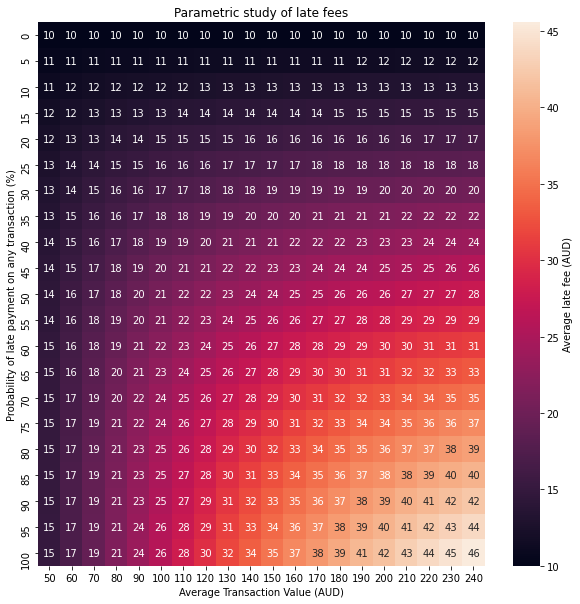 Parametric study of late fees
0 10 10 10 10 10 10 10 10 10 10 10 10 10 10 10 10 10 10 10 10
5 11 11 11 11 11 11 11 11 11 11 11 11 11 11 11 11 12 12 12 12
10 11 12 12 12 12 12 12 12 13 13 13 13 13 13 13 13 13 13 13 13
15 12 12 13 13 13 13 14 14 14 14 14 14 14 15 15 15 15 15 15 15
20 12 13 13 14 14 15 15 15 15 16 16 16 16 16 16 16 16 17 17 17
25 13 14 14 15 15 16 16 17 17 17 17 17 18 18 18 18 18 18 18 18
30 13 14 15 16 16 17 17 18 18 18 19 19 19 19 19 20 20 20 20 20
35 13 15 16 16 17 18 18 19 19 20 20 20 21 21 21 21 22 22 22 22
40 14 15 16 17 18 19 19 20 21 21 21 22 22 22 23 23 23 24 24 24
45 14 15 17 18 19 20 21 21 22 22 23 23 24 24 24 25 25 25 26 26
50 14 16 17 18 20 21 22 22 23 24 24 25 25 26 26 26 27 27 27 28
55 14 16 18 19 20 21 22 23 24 25 26 26 27 27 28 28 29 29 29 29
60 15 16 18 19 21 22 23 24 25 26 27 28 28 29 29 30 30 31 31 31
65 15 16 18 20 21 23 24 25 26 27 28 29 30 30 31 31 32 32 33 33
70 15 17 19 20 22 24 25 26 27 28 29 30 31 32 32 33 34 34 35 35
75 15 17 19 21 22 24 26 27 28 29 30 31 32 33 34 34 35 36 36 37
80 15 17 19 21 23 25 26 28 29 30 32 33 34 35 35 36 37 37 38 39
85 15 17 19 21 23 25 27 28 30 31 33 34 35 36 37 38 38 39 40 40
90 15 17 19 21 23 25 27 29 31 32 33 35 36 37 38 39 40 41 42 42
95 15 17 19 21 24 26 28 29 31 33 34 36 37 38 39 40 41 42 43 44
100 15 17 19 21 24 26 28 30 32 34 35 37 38 39 41 42 43 44 45 46
50 60 70 80 90 100 110 120 130 140 150 160 170 180 190 200 210 220 230 240
Average Transaction Value (AUD)
Probability of late payment on any transaction (%)
45
40
35
30
25
20
15
10
Average late fee (AUD)